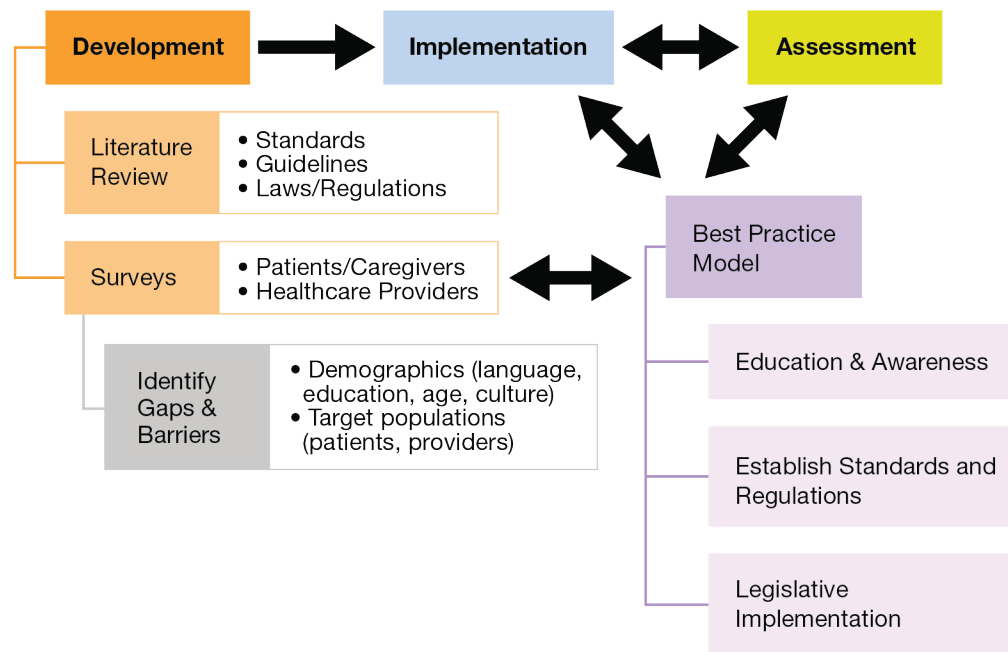 Development
Implementation
Assessment
Literature
Review
• Standards
• Guidelines
• Laws/Regulations
Surveys
• Patients/Caregivers
• Healthcare Providers
Identify
Gaps &
Barriers
• Demographics (language,
education, age, culture)
• Target populations
(patients, providers)
Best Practice
Model
Education & Awareness
Establish Standards and
Regulations
Legislative
Implementation